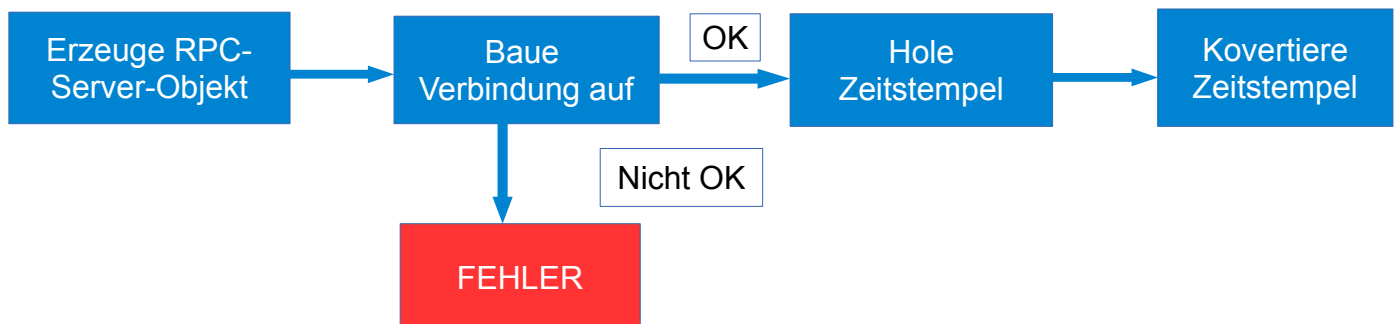 Erzeuge RPC-
Server-Objekt
Baue
Verbindung auf
OK
Hole
Zeitstempel
Kovertiere
Zeitstempel
Nicht OK
FEHLER